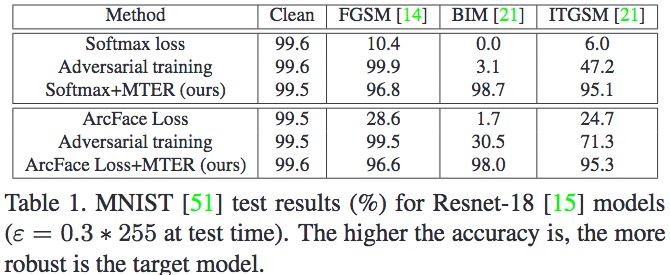 Method Clean FGSM [14] BIM [21] ITGSM [21]
Softmax loss 99.6 10.4 0.0 6.0
Adversarial training 99.6 99.9 3.1 47.2
Softmax+MTER (ours) 99.5 96.8 98.7 95.1
ArcFace Loss 99.5 28.6 1.7 24.7
Adversarial training 99.5 99.5 30.5 71.3
ArcFace Loss+MTER (ours) 99.6 96.6 98.0 95.3
Table 1. MNIST [51] test results (%) for Resnet-18 [15] models
(ε = 0.3 ∗ 255 at test time). The higher the accuracy is, the more
robust is the target model.